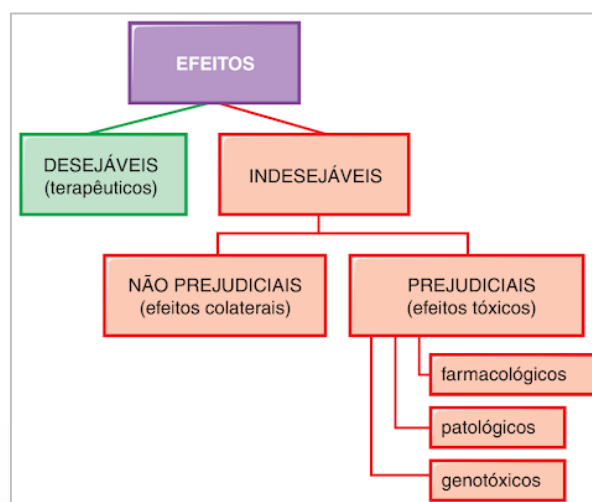 EFEITOS
DESEJÁVEIS
(terapêuticos)
INDESEJÁVEIS
NÃO PREJUDICIAIS
(efeitos colaterais)
PREJUDICIAIS
(efeitos tóxicos)
farmacológicos
patológicos
genotóxicos